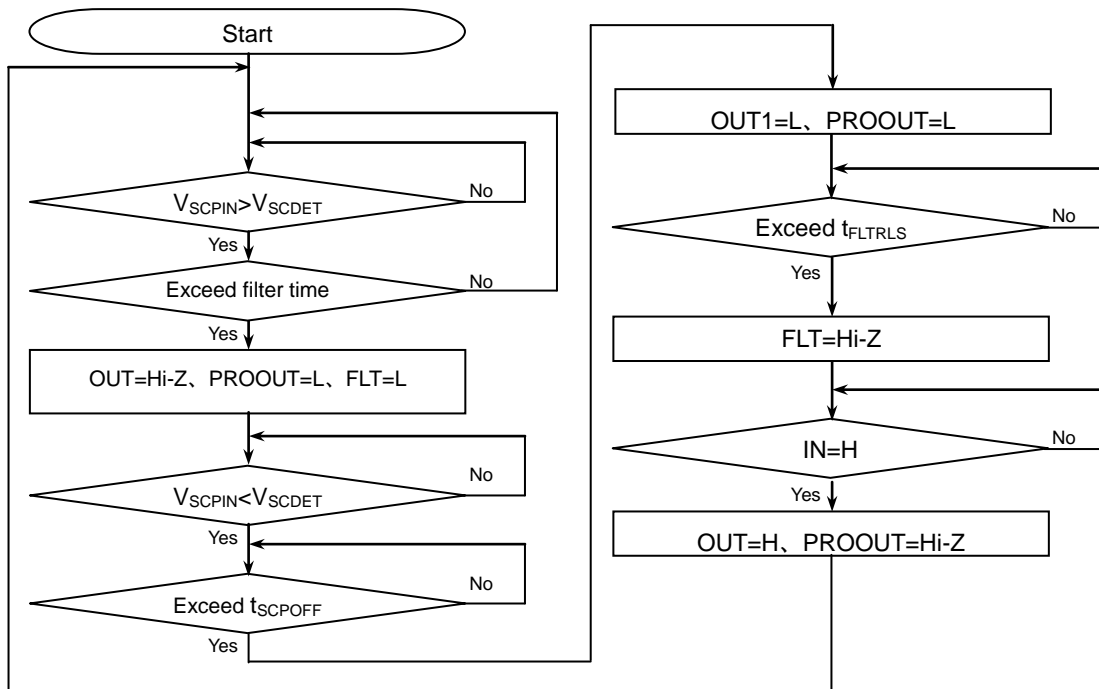 Start
V_SCPIN>V_SCDET
No
Yes
Exceed filter time
No
Yes
OUT=Hi-Z、PROOUT=L、FLT=L
V_SCPIN<V_SCDET
No
Yes
Exceed t_SCPOFF
No
Yes
OUT1=L、PROOUT=L
Exceed t_FLTRLS
No
Yes
FLT=Hi-Z
IN=H
No
Yes
OUT=H、PROOUT=Hi-Z